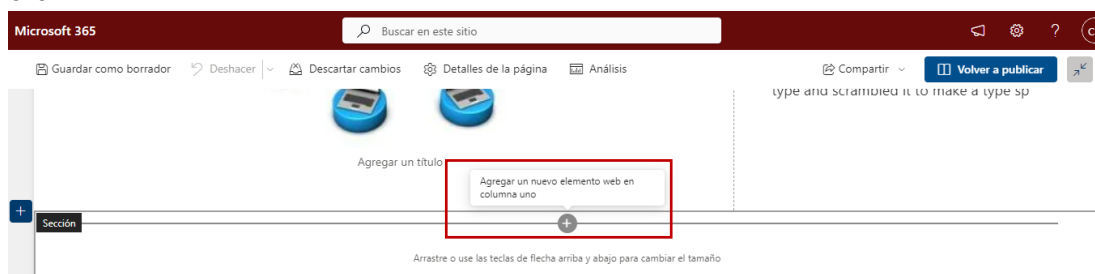 Microsoft 365
Buscar en este sitio
?
Guardar como borrador
Deshacer
Descartar cambios
Detalles de la página
Análisis
Compartir
Volver a publicar
type and scrambled it to make a type sp
Agregar un título
Agregar un nuevo elemento web en
columna uno
Sección
Arrastre o use las teclas de flecha arriba y abajo para cambiar el tamaño